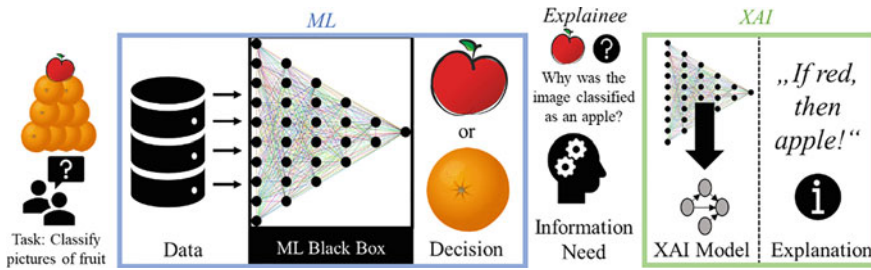 ML
Explainee
XAI
?
Why was the
image classified
as an apple?
or
„If red,
then
apple!“
?
i
Task: Classify
pictures of fruit
Data
ML Black Box
Decision
Information
Need
XAI Model
Explanation